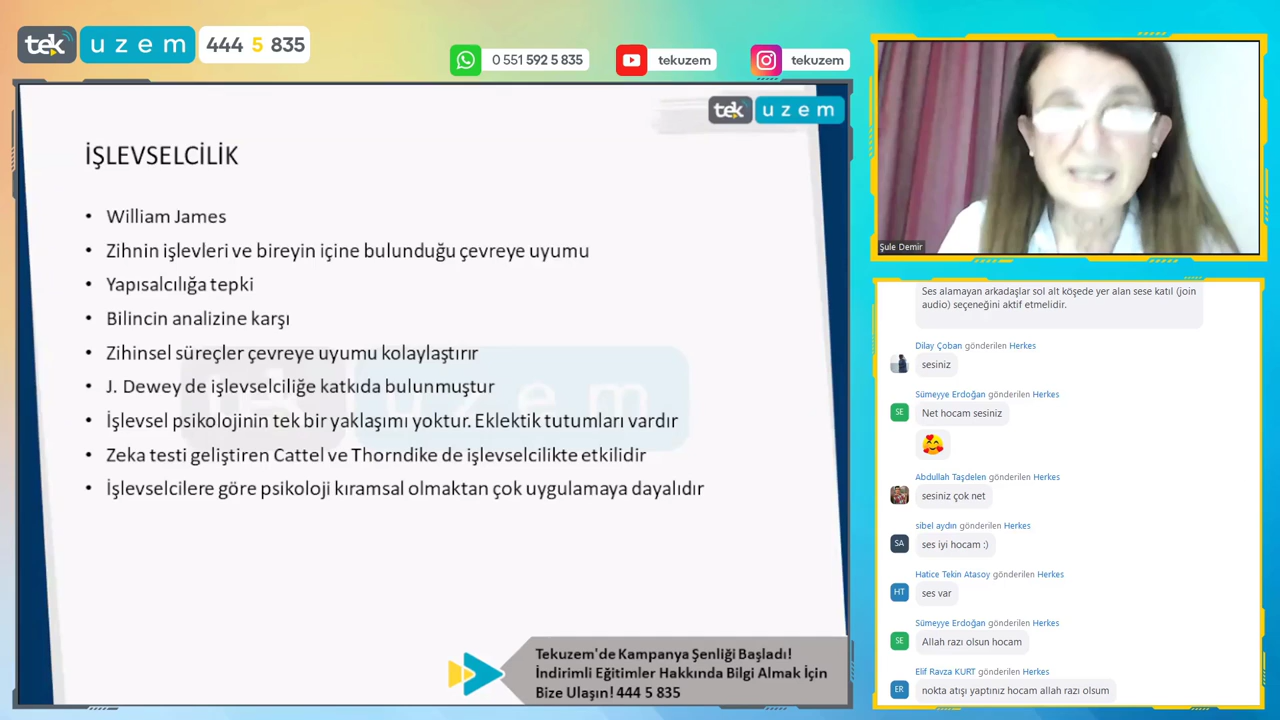 tek uzem 444 5 835
0 551 592 5 835
tekuzem
tekuzem
tek uzem
İŞLEVSELCİLİK
• William James
• Zihnin işlevleri ve bireyin içine bulunduğu çevreye uyumu
• Yapısalcılığa tepki
• Bilincin analizine karşı
• Zihinsel süreçler çevreye uyumu kolaylaştırır
• J. Dewey de işlevselciliğe katkıda bulunmuştur
• İşlevsel psikolojinin tek bir yaklaşımı yoktur. Eklektik tutumları vardır
• Zeka testi geliştiren Cattel ve Thorndike de işlevselcilikte etkilidir
• İşlevselcilere göre psikoloji kıramsal olmaktan çok uygulamaya dayalıdır
Tekuzem'de Kampanya Şenliği Başladı!
İndirimli Eğitimler Hakkında Bilgi Almak İçin
Bize Ulaşın! 444 5 835
Şule Demir
Ses alamayan arkadaşlar sol alt köşede yer alan sese katıl (join
audio) seçeneğini aktif etmelidir.
Dilay Çoban gönderilen Herkes
sesiniz
Sümeyye Erdoğan gönderilen Herkes
SE
Net hocam sesiniz
Abdullah Taşdelen gönderilen Herkes
sesiniz çok net
sibel aydın gönderilen Herkes
SA
ses iyi hocam :)
Hatice Tekin Atasoy gönderilen Herkes
HT
ses var
Sümeyye Erdoğan gönderilen Herkes
SE
Allah razı olsun hocam
Elif Ravza KURT gönderilen Herkes
ER
nokta atışı yaptınız hocam allah razı olsum